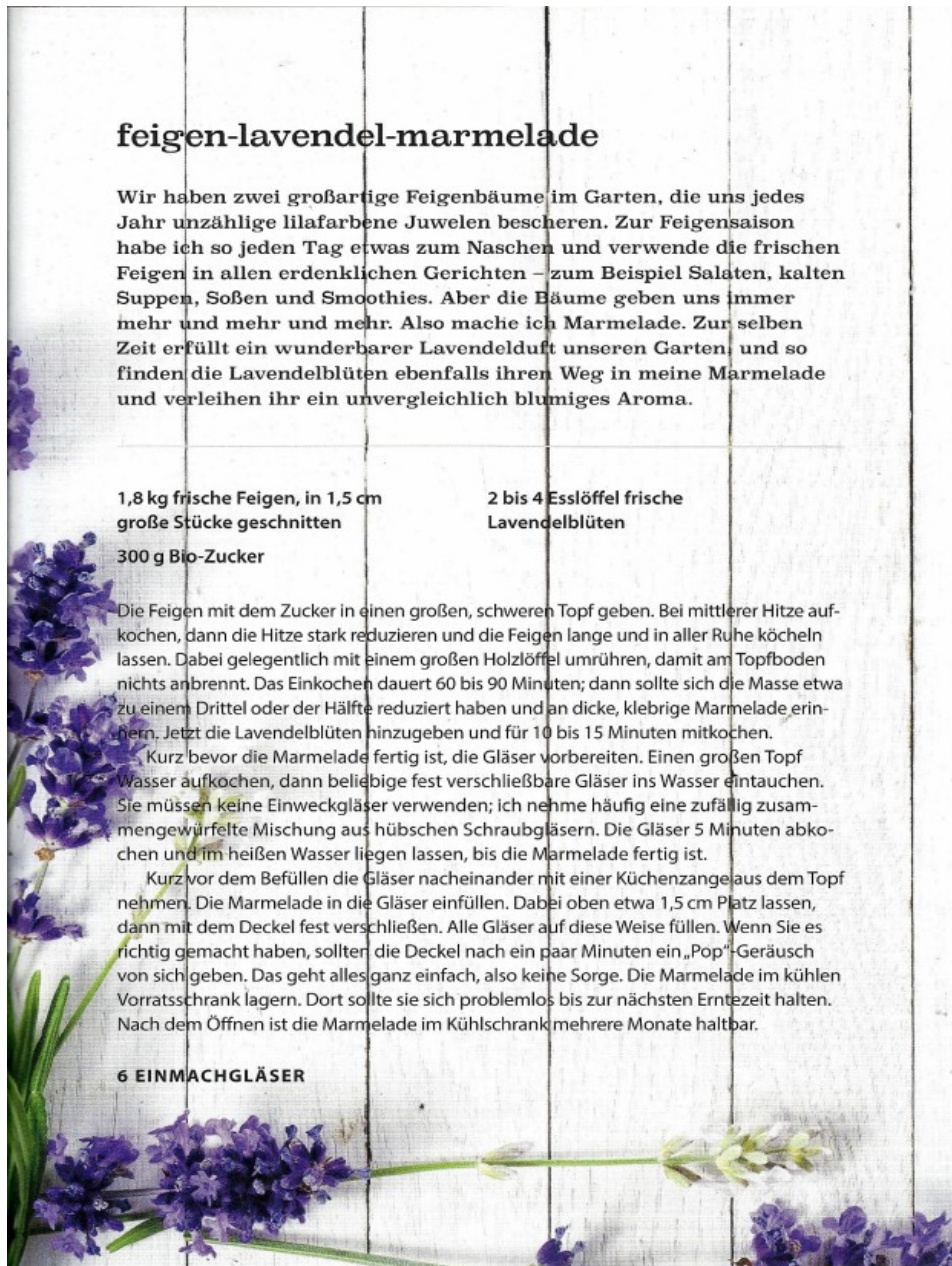 feigen-lavendel-marmelade
Wir haben zwei großartige Feigenbäume im Garten, die uns jedes
Jahr unzählige lilafarbene Juwelen bescheren. Zur Feigensaison
habe ich so jeden Tag etwas zum Naschen und verwende die frischen
Feigen in allen erdenklichen Gerichten – zum Beispiel Salaten, kalten
Suppen, Soßen und Smoothies. Aber die Bäume geben uns immer
mehr und mehr und mehr. Also mache ich Marmelade. Zur selben
Zeit erfüllt ein wunderbarer Lavendelduft unseren Garten, und so
finden die Lavendelblüten ebenfalls ihren Weg in meine Marmelade
und verleihen ihr ein unvergleichlich blumiges Aroma.
1,8 kg frische Feigen, in 1,5 cm
große Stücke geschnitten
300 g Bio-Zucker
2 bis 4 Esslöffel frische
Lavendelblüten
Die Feigen mit dem Zucker in einen großen, schweren Topf geben. Bei mittlerer Hitze auf-
kochen, dann die Hitze stark reduzieren und die Feigen lange und in aller Ruhe köcheln
lassen. Dabei gelegentlich mit einem großen Holzlöffel umrühren, damit am Topfboden
nichts anbrennt. Das Einkochen dauert 60 bis 90 Minuten; dann sollte sich die Masse etwa
zu einem Drittel oder der Hälfte reduziert haben und an dicke, klebrige Marmelade erin-
nern. Jetzt die Lavendelblüten hinzugeben und für 10 bis 15 Minuten mitkochen.
Kurz bevor die Marmelade fertig ist, die Gläser vorbereiten. Einen großen Topf
Wasser aufkochen, dann beliebige fest verschließbare Gläser ins Wasser eintauchen.
Sie müssen keine Einweckgläser verwenden; ich nehme häufig eine zufällig zusam-
mengewürfelte Mischung aus hübschen Schraubgläsern. Die Gläser 5 Minuten abko-
chen und im heißen Wasser liegen lassen, bis die Marmelade fertig ist.
Kurz vor dem Befüllen die Gläser nacheinander mit einer Küchenzange aus dem Topf
nehmen. Die Marmelade in die Gläser einfüllen. Dabei oben etwa 1,5 cm Platz lassen,
dann mit dem Deckel fest verschließen. Alle Gläser auf diese Weise füllen. Wenn Sie es
richtig gemacht haben, sollten die Deckel nach ein paar Minuten ein „Pop“-Geräusch
von sich geben. Das geht alles ganz einfach, also keine Sorge. Die Marmelade im kühlen
Vorratsschrank lagern. Dort sollte sie sich problemlos bis zur nächsten Erntezeit halten.
Nach dem Öffnen ist die Marmelade im Kühlschrank mehrere Monate haltbar.
6 EINMACHGLÄSER